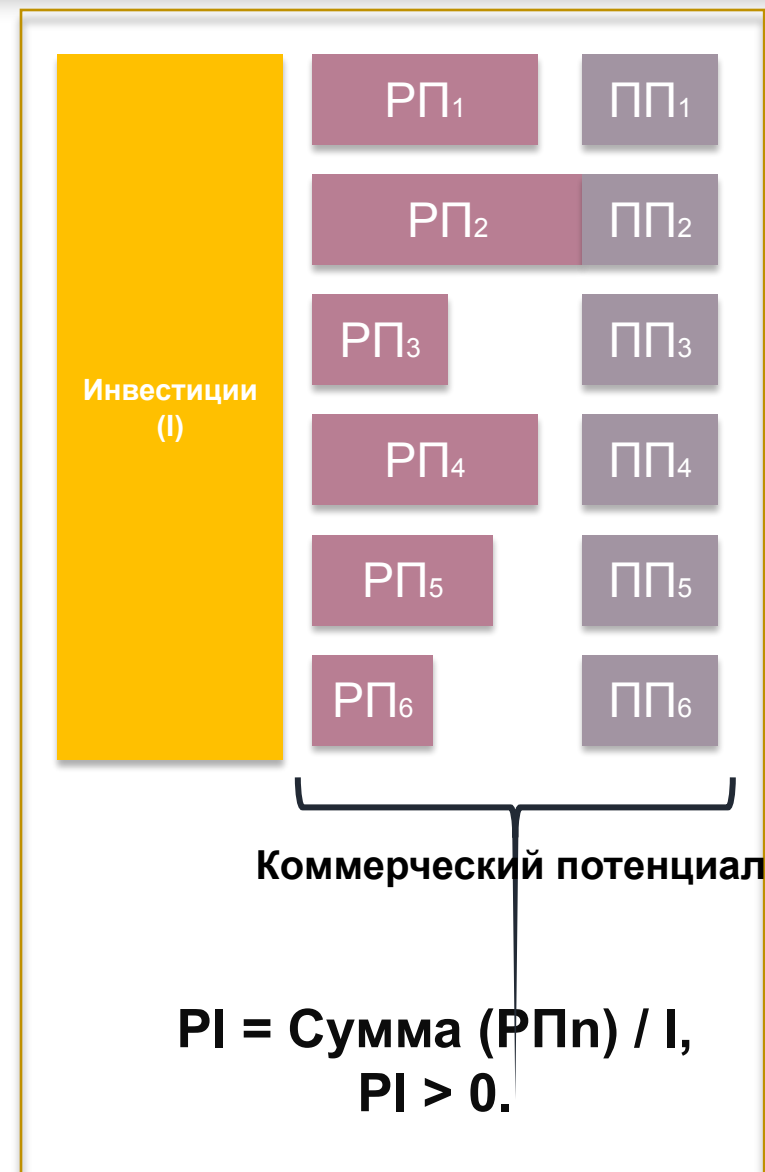 РП₁ ПП₁
РП₂ ПП₂
РП₃ ПП₃
Инвестиции
(I)
РП₄ ПП₄
РП₅ ПП₅
РП₆ ПП₆
Коммерческий потенциал
PI = Сумма (РПn) / I,
PI > 0.